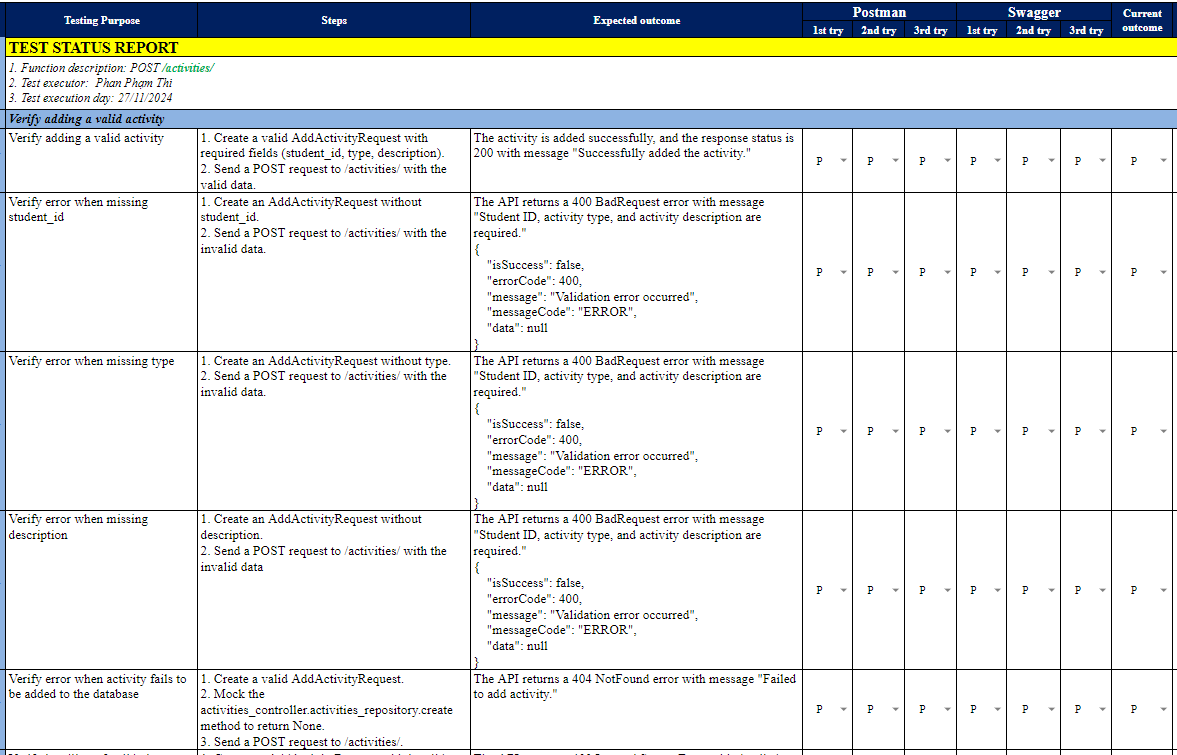 Testing Purpose Steps Expected outcome Postman Swagger Current outcome
1st try 2nd try 3rd try 1st try 2nd try 3rd try
TEST STATUS REPORT
1. Function description: POST /activities/
2. Test executor: Phan Phạm Thi
3. Test execution day: 27/11/2024
Verify adding a valid activity
Verify adding a valid activity
1. Create a valid AddActivityRequest with
required fields (student_id, type, description).
2. Send a POST request to /activities/ with the
valid data.
The activity is added successfully, and the response status is
200 with message "Successfully added the activity."
P P P P P P P
Verify error when missing
student_id
1. Create an AddActivityRequest without
student_id.
2. Send a POST request to /activities/ with the
invalid data.
The API returns a 400 BadRequest error with message
"Student ID, activity type, and activity description are
required."
{
"isSuccess": false,
"errorCode": 400,
"message": "Validation error occurred",
"messageCode": "ERROR",
"data": null
}
P P P P P P P
Verify error when missing type
1. Create an AddActivityRequest without type.
2. Send a POST request to /activities/ with the
invalid data.
The API returns a 400 BadRequest error with message
"Student ID, activity type, and activity description are
required."
{
"isSuccess": false,
"errorCode": 400,
"message": "Validation error occurred",
"messageCode": "ERROR",
"data": null
}
P P P P P P P
Verify error when missing
description
1. Create an AddActivityRequest without
description.
2. Send a POST request to /activities/ with the
invalid data
The API returns a 400 BadRequest error with message
"Student ID, activity type, and activity description are
required."
{
"isSuccess": false,
"errorCode": 400,
"message": "Validation error occurred",
"messageCode": "ERROR",
"data": null
}
P P P P P P P
Verify error when activity fails to
be added to the database
1. Create a valid AddActivityRequest.
2. Mock the
activities_controller.activities_repository.create
method to return None.
3. Send a POST request to /activities/.
The API returns a 404 NotFound error with message "Failed
to add activity."
P P P P P P P